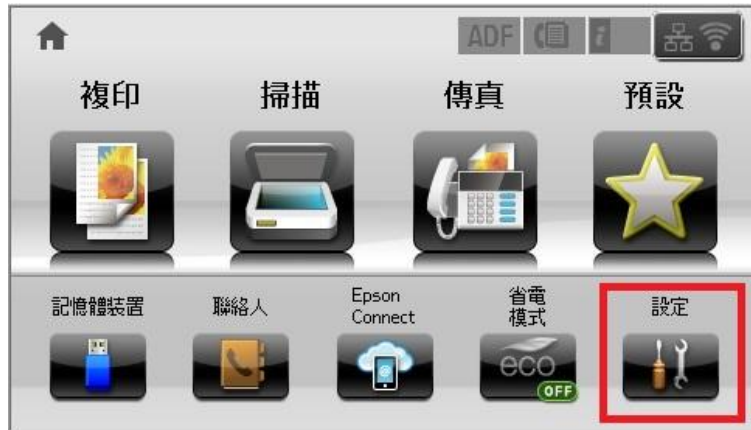 ADF i
複印 掃描 傳真 預設
記憶體裝置 聯絡人 Epson Connect 省電模式 設定
@ eco
OFF